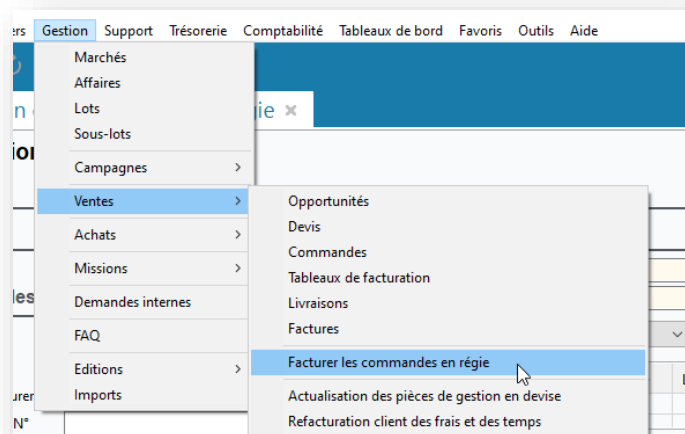 ers Gestion Support Trésorerie Comptabilité Tableaux de bord Favoris Outils Aide
Marchés
Affaires
Lots
Sous-lots
Campagnes
Ventes
Achats
Missions
Demandes internes
FAQ
Editions
Imports
Opportunités
Devis
Commandes
Tableaux de facturation
Livraisons
Factures
Facturer les commandes en régie
Actualisation des pièces de gestion en devise
Refacturation client des frais et des temps
N°